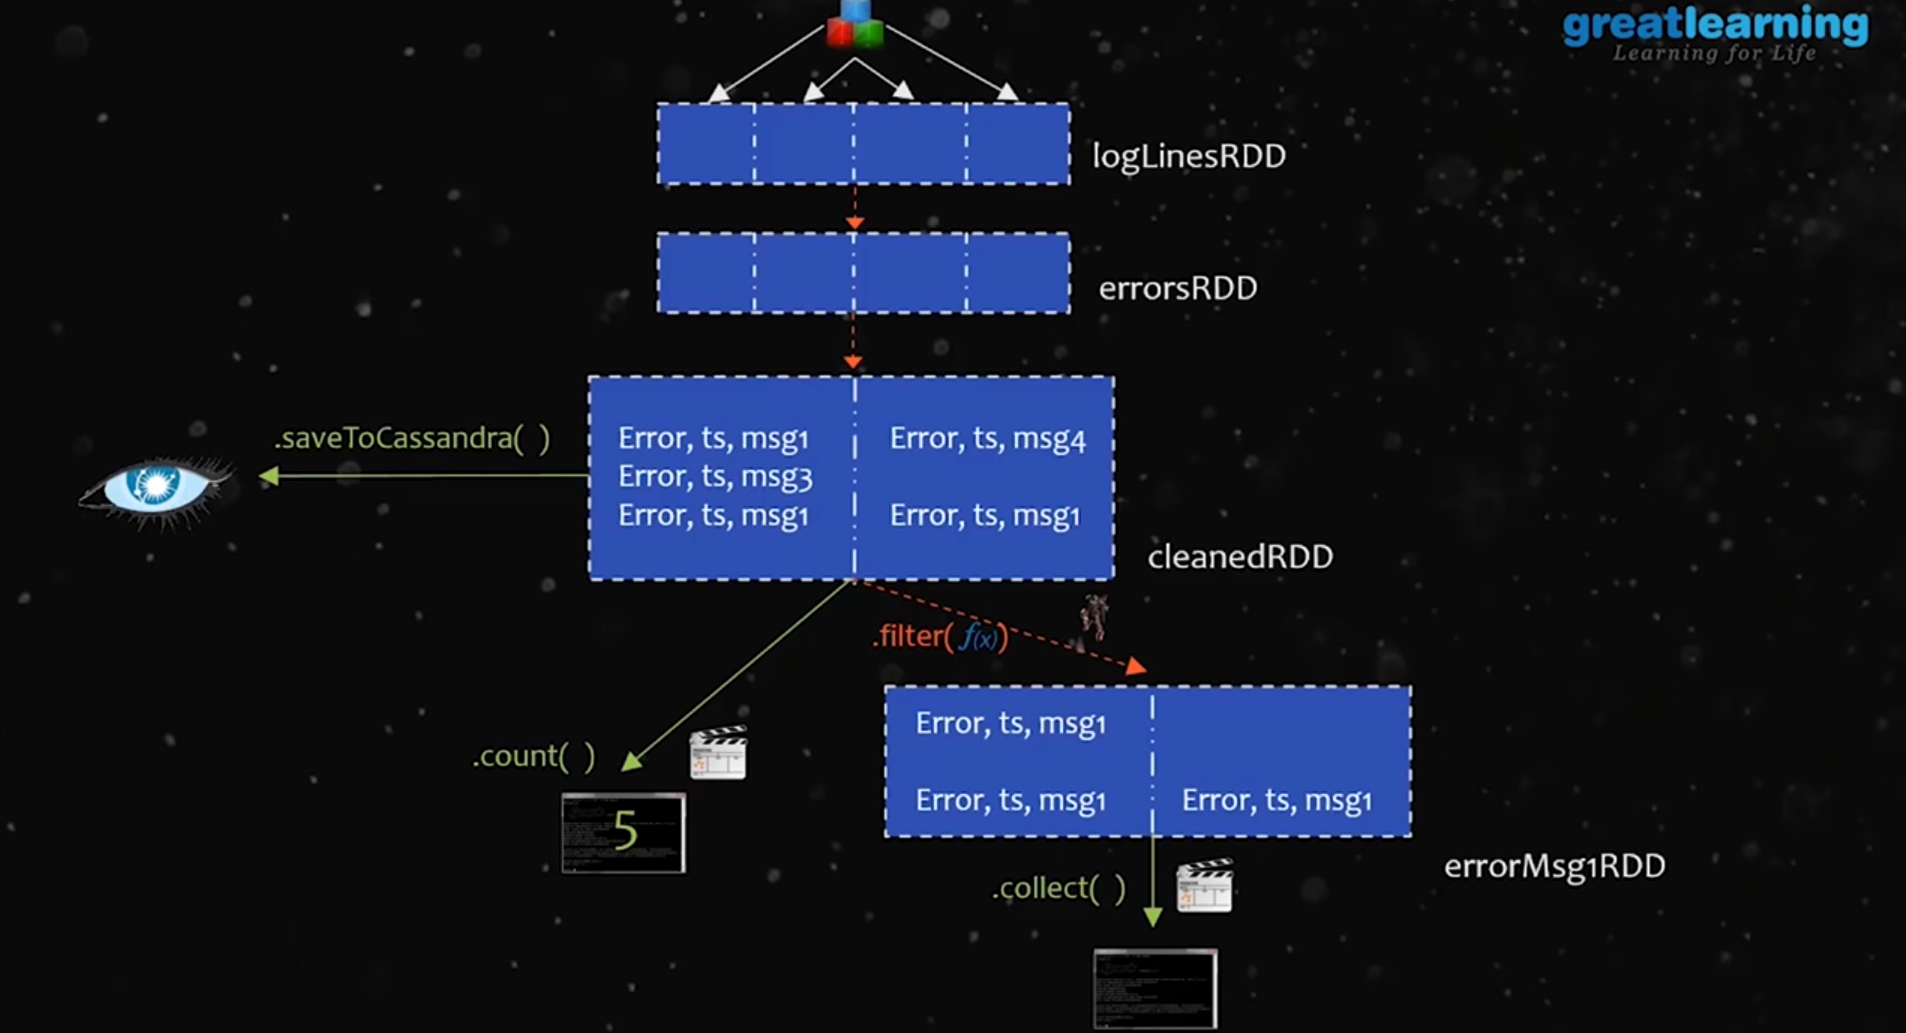 greatlearning
Learning for Life
logLinesRDD
errorsRDD
.saveToCassandra( )
Error, ts, msg1
Error, ts, msg3
Error, ts, msg1
Error, ts, msg4
Error, ts, msg1
cleanedRDD
.filter( f(x))
.count( )
5
Error, ts, msg1
Error, ts, msg1
Error, ts, msg1
errorMsg1RDD
.collect( )